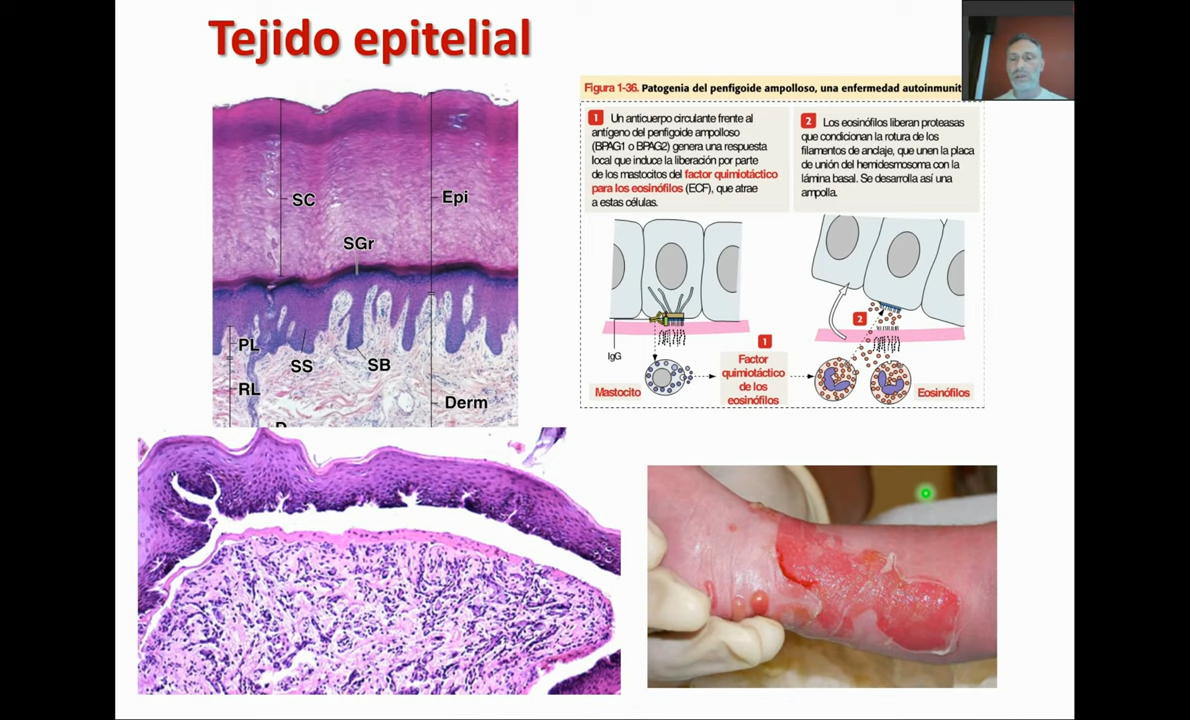 Tejido epitelial
SC
Epi
SGr
PL
SS
SB
RL
Derm
Figura 1-36. Patogenia del penfigoide ampolloso, una enfermedad autoinmunit
1 Un anticuerpo circulante frente al
antígeno del penfigoide ampolloso
(BPAG1 o BPAG2) genera una respuesta
local que induce la liberación por parte
de los mastocitos del factor quimiotáctico
para los eosinófilos (ECF), que atrae
a estas células.
2 Los eosinófilos liberan proteasas
que condicionan la rotura de los
filamentos de anclaje, que unen la placa
de unión del hemidesmosoma con la
lámina basal. Se desarrolla así una
ampolla.
2
IgG
1
Mastocito
Factor
quimiotáctico
de los
eosinófilos
Eosinófilos